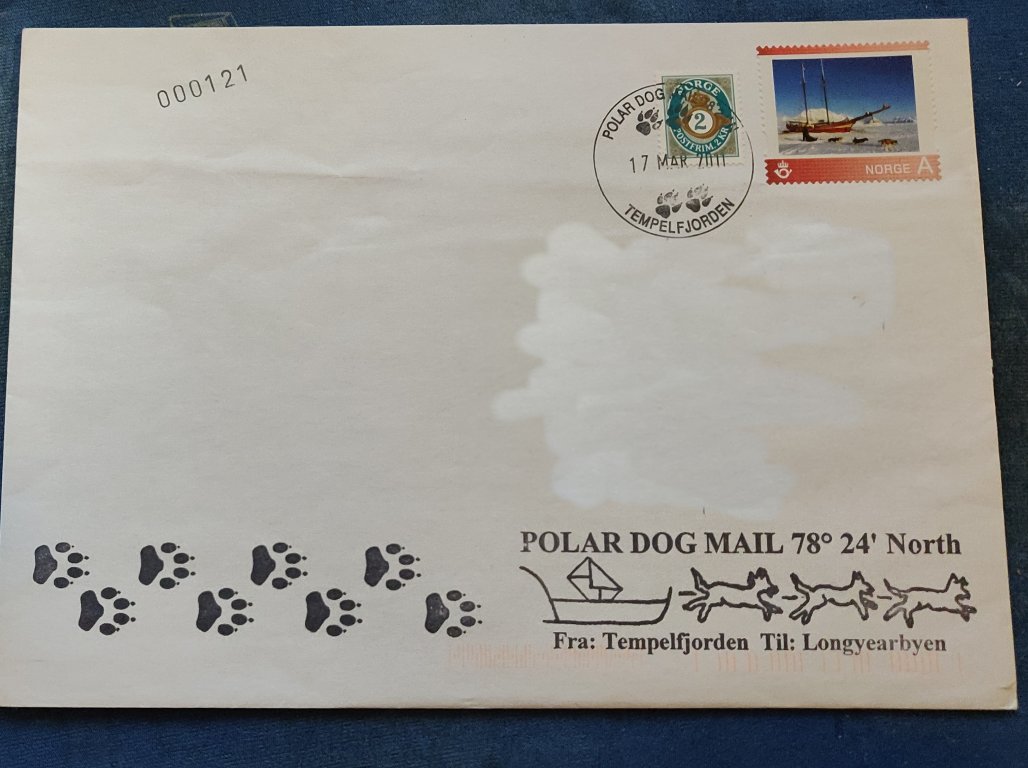 000121
POLAR DOG
17 MAR 2011
TEMPELFJORDEN
NORGE
2
POSTFRIM. 2 KR
NORGE A
POLAR DOG MAIL 78° 24' North
Fra: Tempelfjorden Til: Longyearbyen